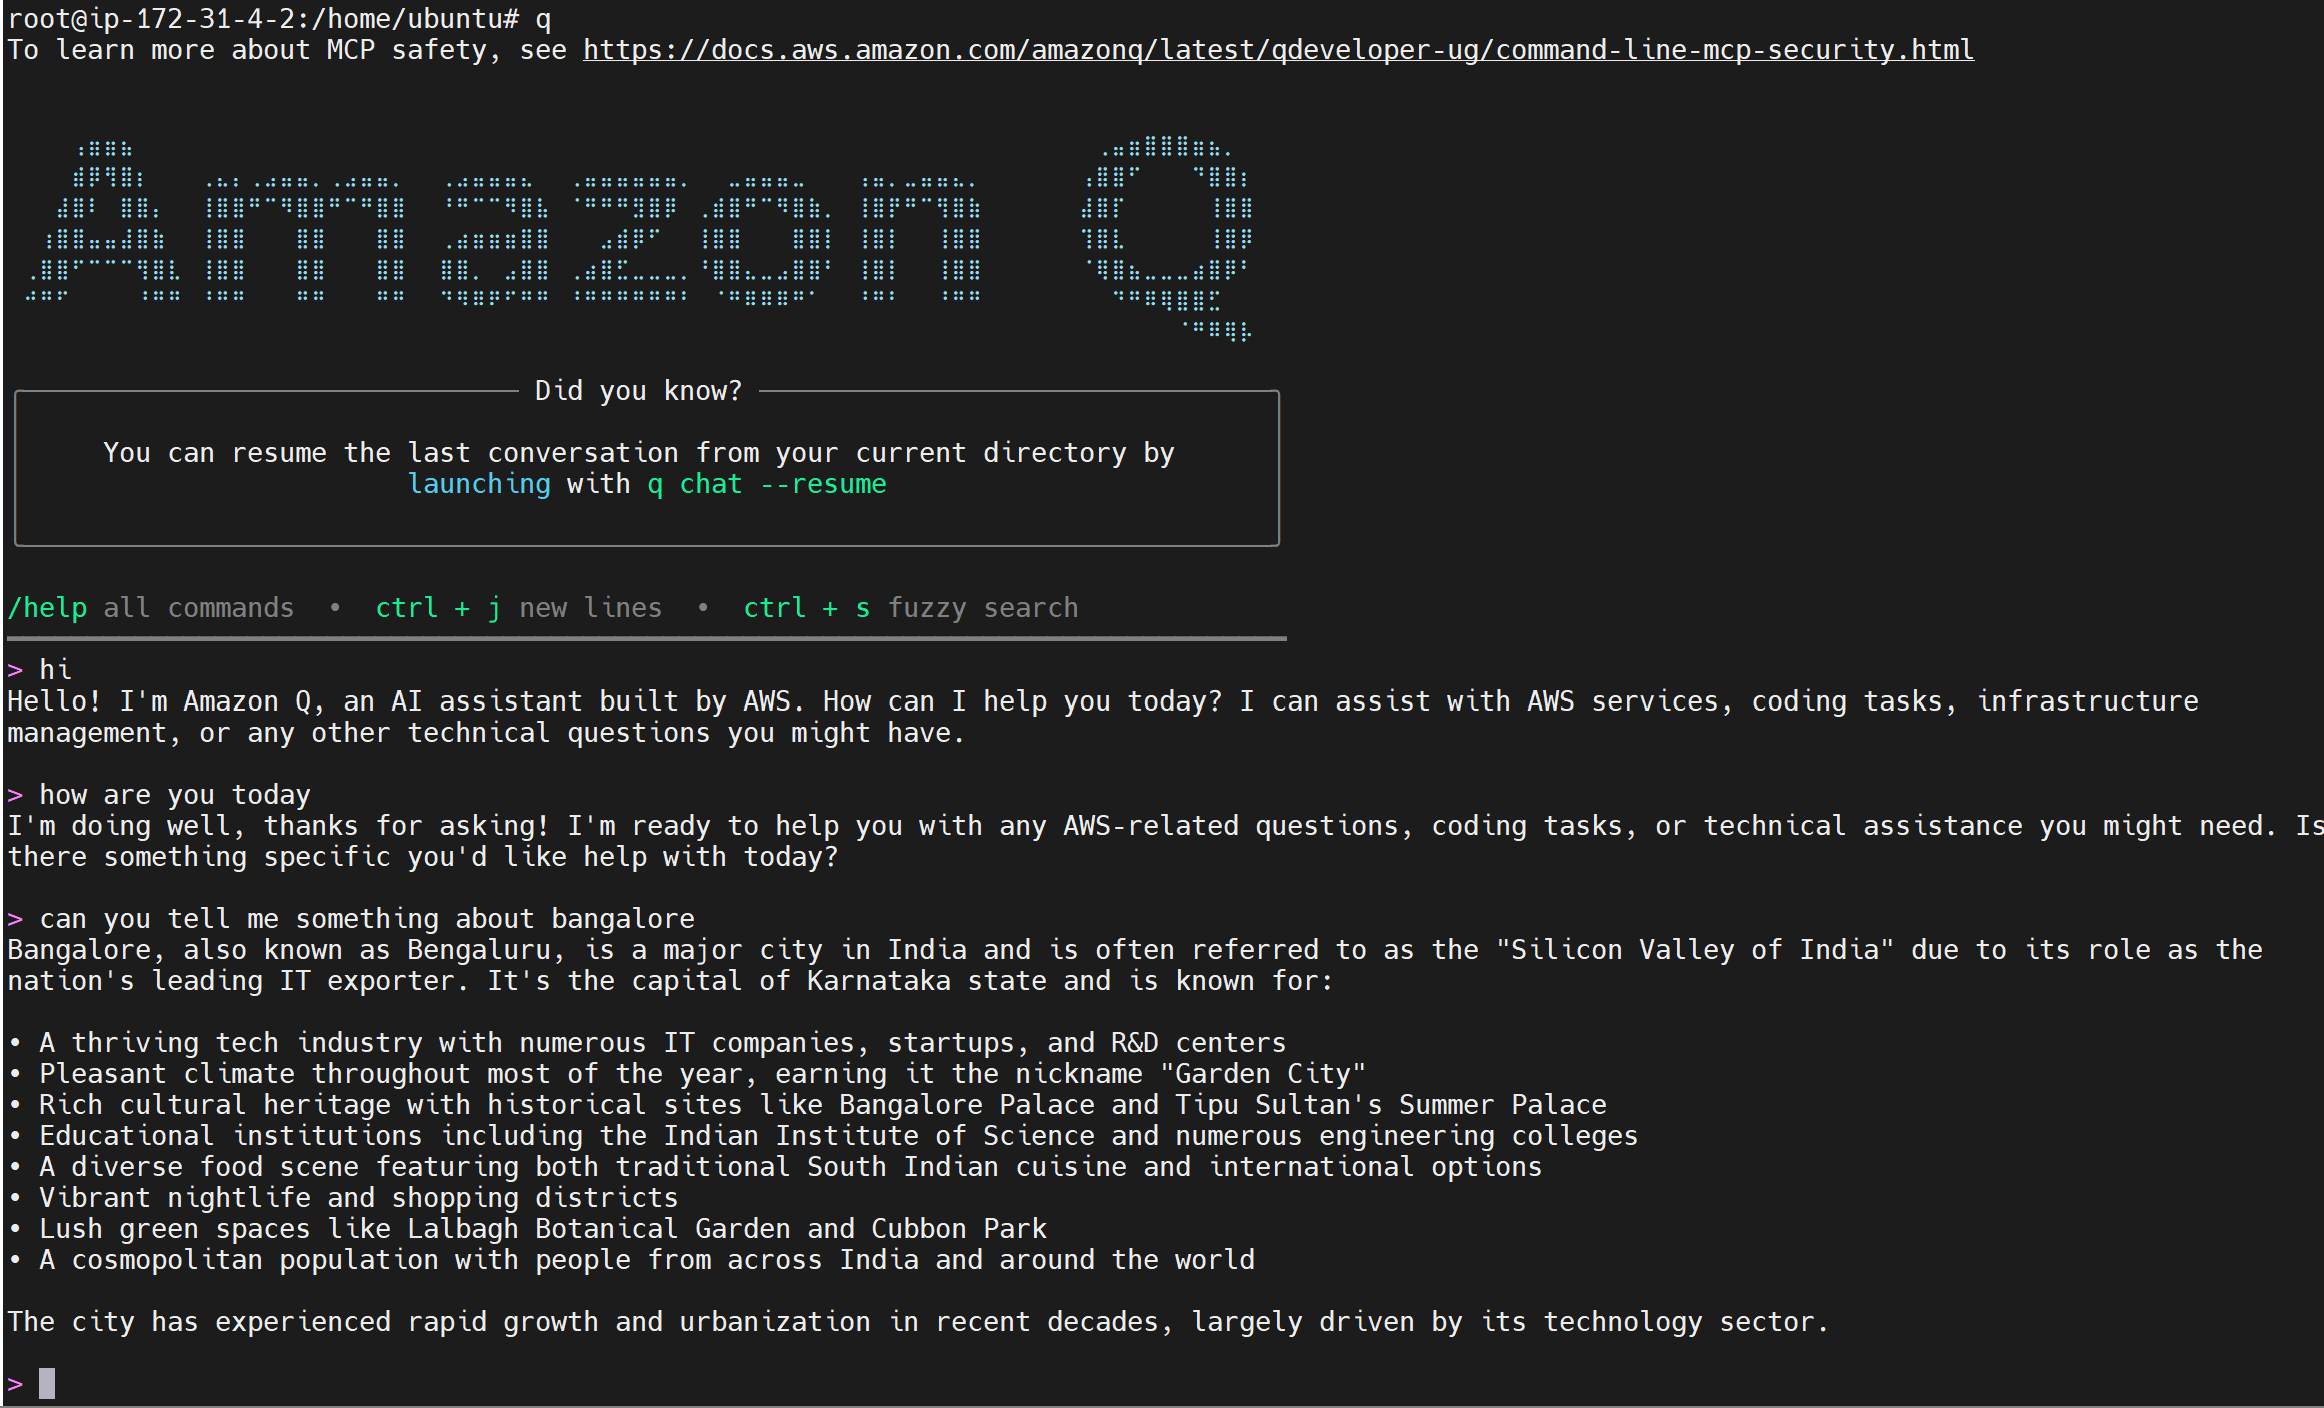 root@ip-172-31-4-2:/home/ubuntu# q
To learn more about MCP safety, see https://docs.aws.amazon.com/amazonq/latest/qdeveloper-ug/command-line-mcp-security.html
Amazon Q
Did you know?
You can resume the last conversation from your current directory by
launching with q chat --resume
/help all commands • ctrl + j new lines • ctrl + s fuzzy search
> hi
Hello! I'm Amazon Q, an AI assistant built by AWS. How can I help you today? I can assist with AWS services, coding tasks, infrastructure
management, or any other technical questions you might have.
> how are you today
I'm doing well, thanks for asking! I'm ready to help you with any AWS-related questions, coding tasks, or technical assistance you might need. Is
there something specific you'd like help with today?
> can you tell me something about bangalore
Bangalore, also known as Bengaluru, is a major city in India and is often referred to as the "Silicon Valley of India" due to its role as the
nation's leading IT exporter. It's the capital of Karnataka state and is known for:
• A thriving tech industry with numerous IT companies, startups, and R&D centers
• Pleasant climate throughout most of the year, earning it the nickname "Garden City"
• Rich cultural heritage with historical sites like Bangalore Palace and Tipu Sultan's Summer Palace
• Educational institutions including the Indian Institute of Science and numerous engineering colleges
• A diverse food scene featuring both traditional South Indian cuisine and international options
• Vibrant nightlife and shopping districts
• Lush green spaces like Lalbagh Botanical Garden and Cubbon Park
• A cosmopolitan population with people from across India and around the world
The city has experienced rapid growth and urbanization in recent decades, largely driven by its technology sector.
>